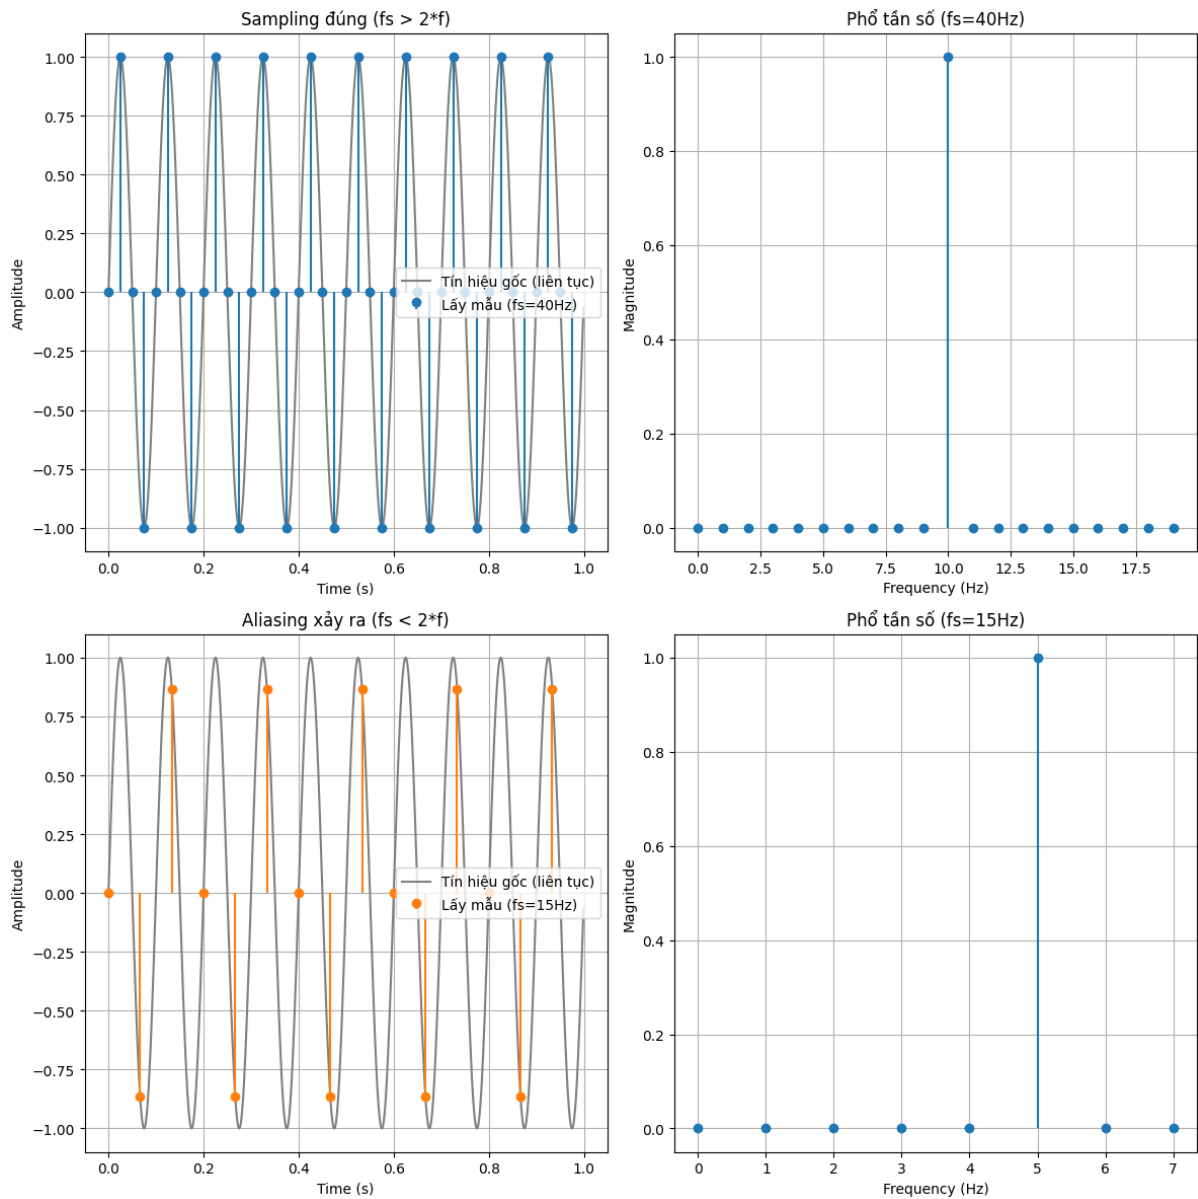 Sampling đúng (fs > 2*f)
1.00
0.75
0.50
0.25
0.00
−0.25
−0.50
−0.75
−1.00
Amplitude
Tín hiệu gốc (liên tục)
Lấy mẫu (fs=40Hz)
0.0 0.2 0.4 0.6 0.8 1.0
Time (s)
Phổ tần số (fs=40Hz)
1.0
0.8
0.6
0.4
0.2
0.0
Magnitude
0.0 2.5 5.0 7.5 10.0 12.5 15.0 17.5
Frequency (Hz)
Aliasing xảy ra (fs < 2*f)
1.00
0.75
0.50
0.25
0.00
−0.25
−0.50
−0.75
−1.00
Amplitude
Tín hiệu gốc (liên tục)
Lấy mẫu (fs=15Hz)
0.0 0.2 0.4 0.6 0.8 1.0
Time (s)
Phổ tần số (fs=15Hz)
1.0
0.8
0.6
0.4
0.2
0.0
Magnitude
0 1 2 3 4 5 6 7
Frequency (Hz)